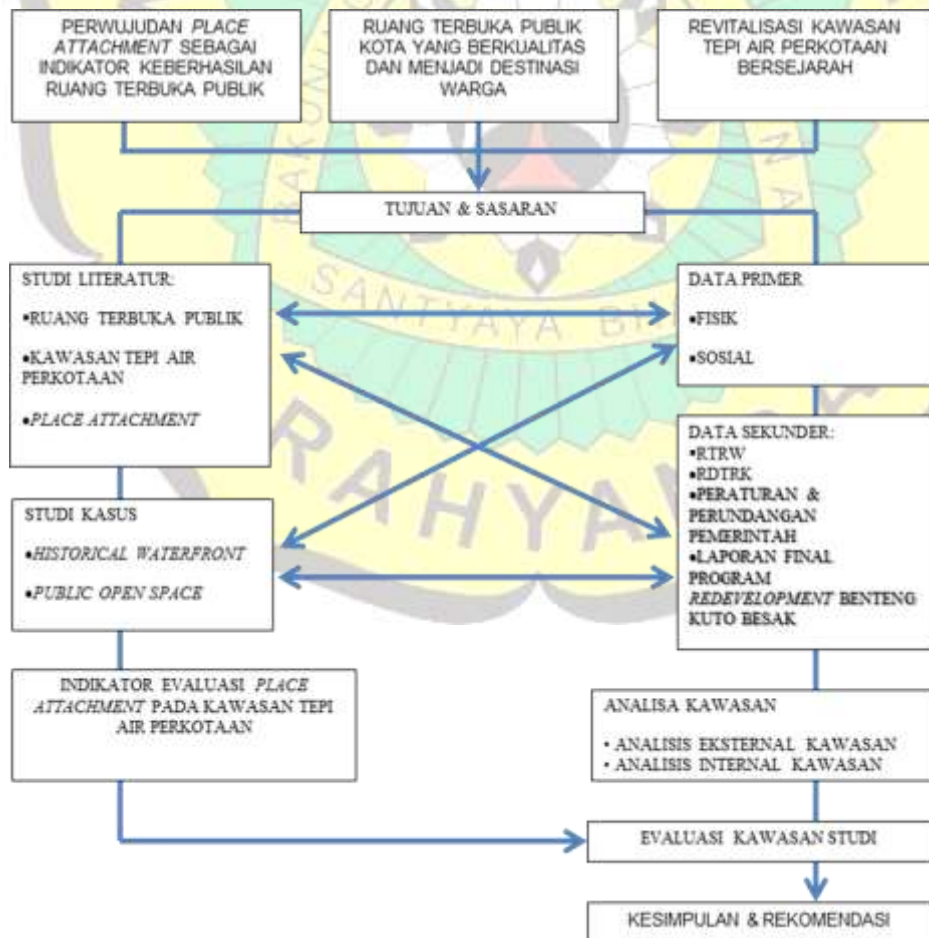 PERWUJUDAN PLACE
ATTACHMENT SEBAGAI
INDIKATOR KEBERHASILAN
RUANG TERBUKA PUBLIK
RUANG TERBUKA PUBLIK
KOTA YANG BERKUALITAS
DAN MENJADI DESTINASI
WARGA
REVITALISASI KAWASAN
TEPI AIR PERKOTAAN
BERSEJARAH
TUJUAN & SASARAN
STUDI LITERATUR:
▪RUANG TERBUKA PUBLIK
•KAWASAN TEPI AIR
PERKOTAAN
•PLACE ATTACHMENT
DATA PRIMER
•FISIK
•SOSIAL
DATA SEKUNDER:
▪RTRW
•RDTRK
•PERATURAN &
PERUNDANGAN
PEMERINTAH
•LAPORAN FINAL
PROGRAM
REDEVELOPMENT BENTENG
KUTO BESAK
STUDI KASUS
•HISTORICAL WATERFRONT
•PUBLIC OPEN SPACE
INDIKATOR EVALUASI PLACE
ATTACHMENT PADA KAWASAN TEPI
AIR PERKOTAAN
ANALISA KAWASAN
• ANALISIS EKSTERNAL KAWASAN
• ANALISIS INTERNAL KAWASAN
EVALUASI KAWASAN STUDI
KESIMPULAN & REKOMENDASI
SANTYAYA